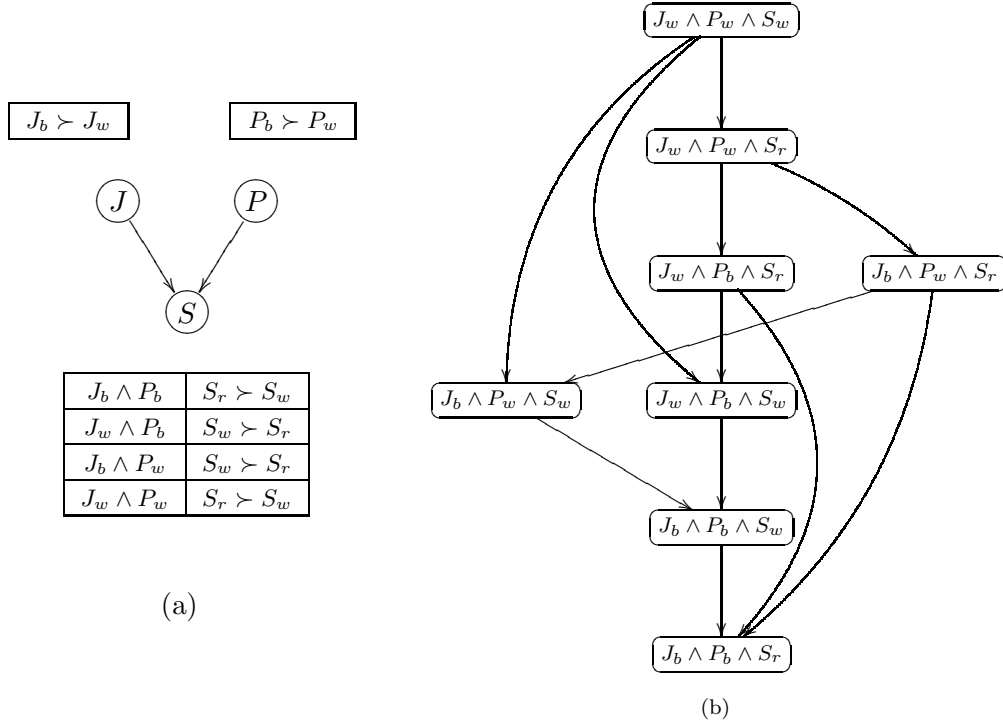 J_b ≻ J_w
P_b ≻ P_w
J
P
S
J_b ∧ P_b S_r ≻ S_w
J_w ∧ P_b S_w ≻ S_r
J_b ∧ P_w S_w ≻ S_r
J_w ∧ P_w S_r ≻ S_w
(a)
J_w ∧ P_w ∧ S_w
J_w ∧ P_w ∧ S_r
J_w ∧ P_b ∧ S_r
J_b ∧ P_w ∧ S_r
J_b ∧ P_w ∧ S_w
J_w ∧ P_b ∧ S_w
J_b ∧ P_b ∧ S_w
J_b ∧ P_b ∧ S_r
(b)